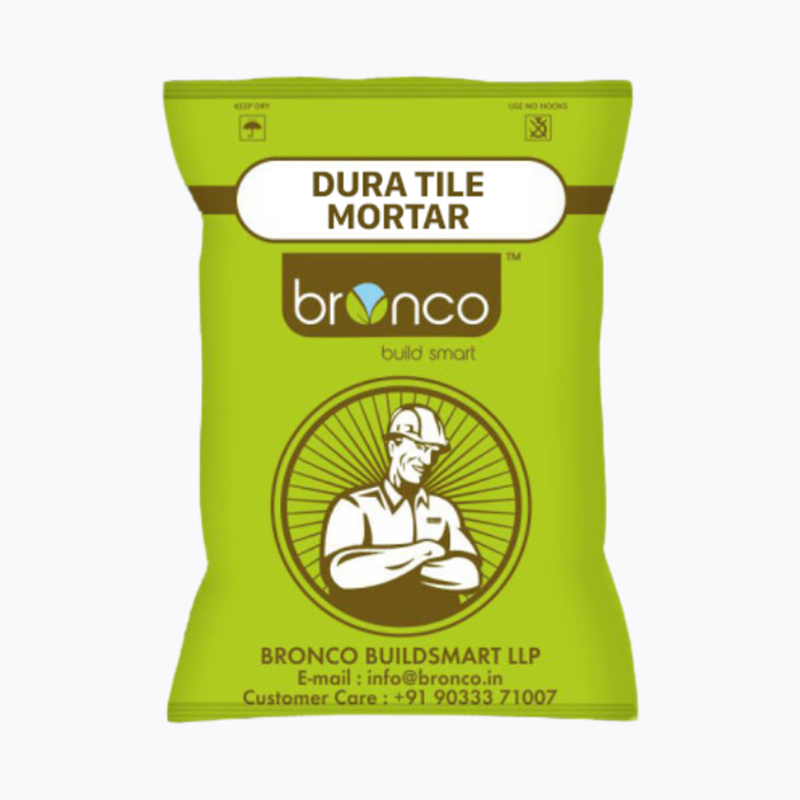 KEEP DRY
USE NO HOOKS
DURA TILE
MORTAR
bronco
TM
build smart
BRONCO BUILDSMART LLP
E-mail : info@bronco.in
Customer Care : +91 90333 71007